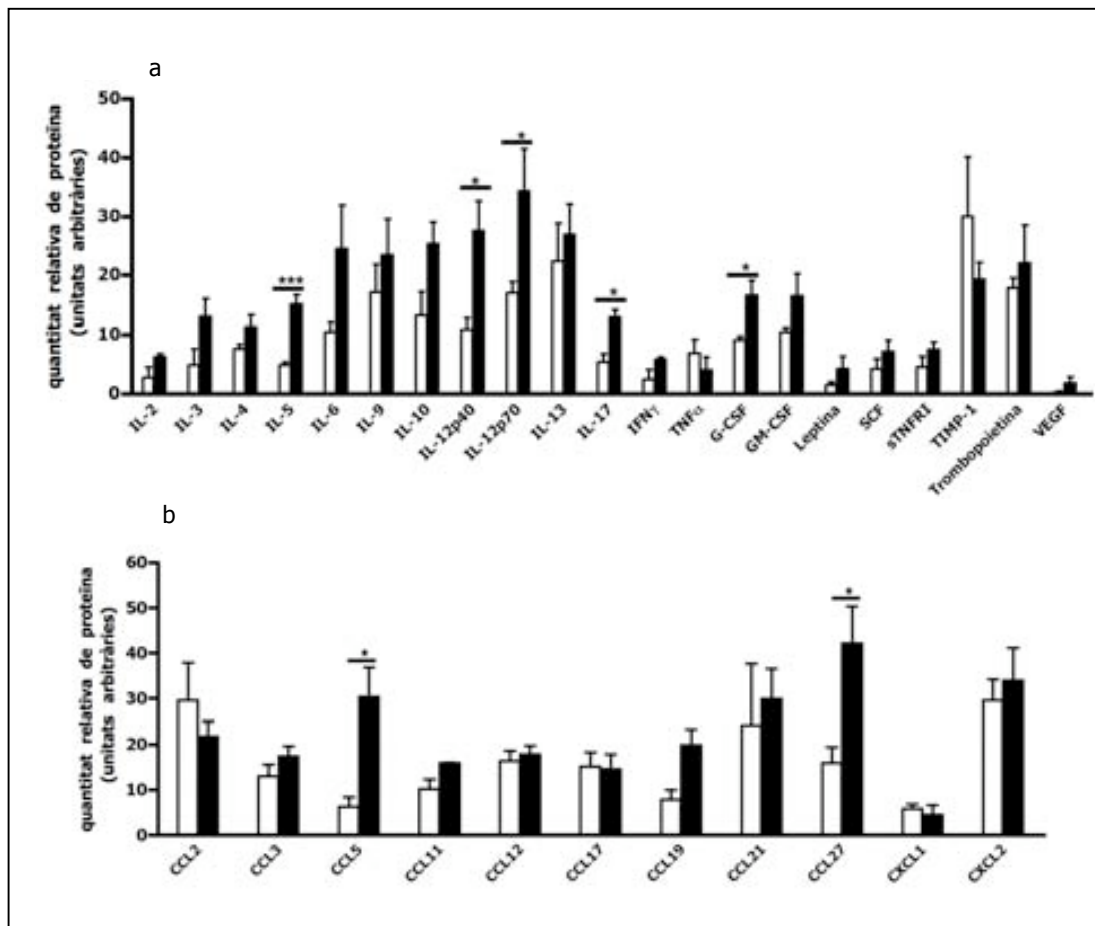 a
quantitat relativa de proteïna
(unitats arbitràries)
50
40
30
20
10
0
***
*
*
*
*
IL-2
IL-3
IL-4
IL-5
IL-6
IL-9
IL-10
IL-12p40
IL-12p70
IL-13
IL-17
IFNγ
TNFα
G-CSF
GM-CSF
Leptina
SCF
sTNFRI
TIMP-1
Trombopoietina
VEGF
b
quantitat relativa de proteïna
(unitats arbitràries)
60
50
40
30
20
10
0
*
*
CCL2
CCL3
CCL5
CCL11
CCL12
CCL17
CCL19
CCL21
CCL27
CXCL1
CXCL2